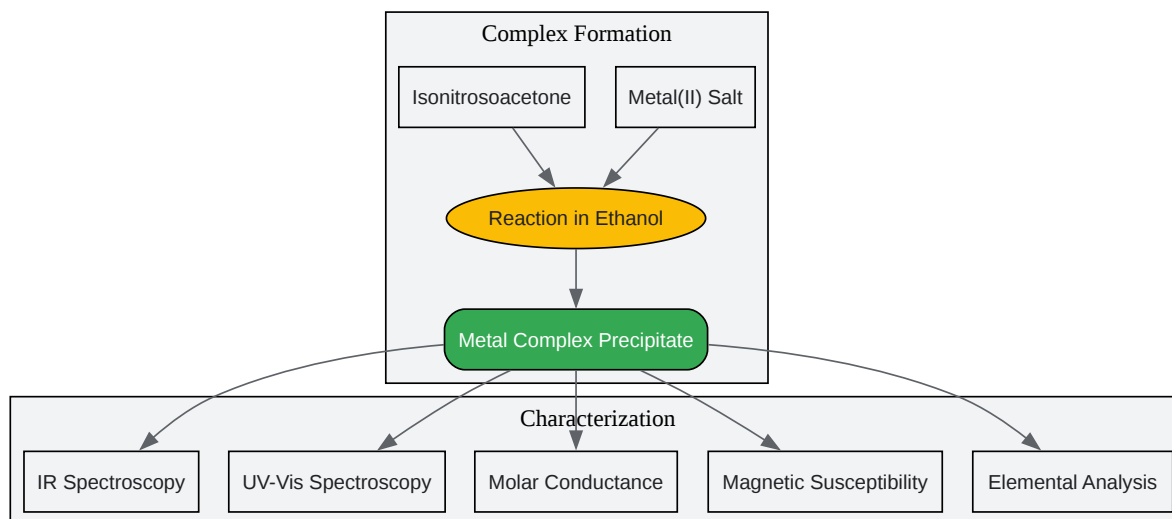 Complex Formation
Isonitrosoacetone
Metal(II) Salt
Reaction in Ethanol
Metal Complex Precipitate
Characterization
IR Spectroscopy
UV-Vis Spectroscopy
Molar Conductance
Magnetic Susceptibility
Elemental Analysis